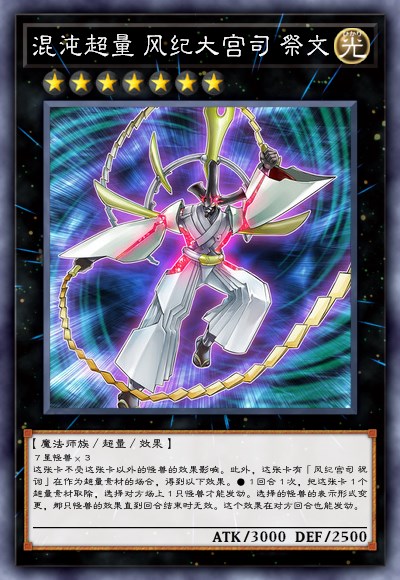 混沌超量 风纪大宫司 祭文
光
【魔法师族／超量／效果】
７星怪兽×３
这张卡不受这张卡以外的怪兽的效果影响。此外，这张卡有「风纪宫司 祝
词」在作为超量素材的场合，得到以下效果。●１回合１次，把这张卡１个
超量素材取除，选择对方场上１只怪兽才能发动。选择的怪兽的表示形式变
更，那只怪兽的效果直到回合结束时无效。这个效果在对方回合也能发动。
ATK/3000 DEF/2500